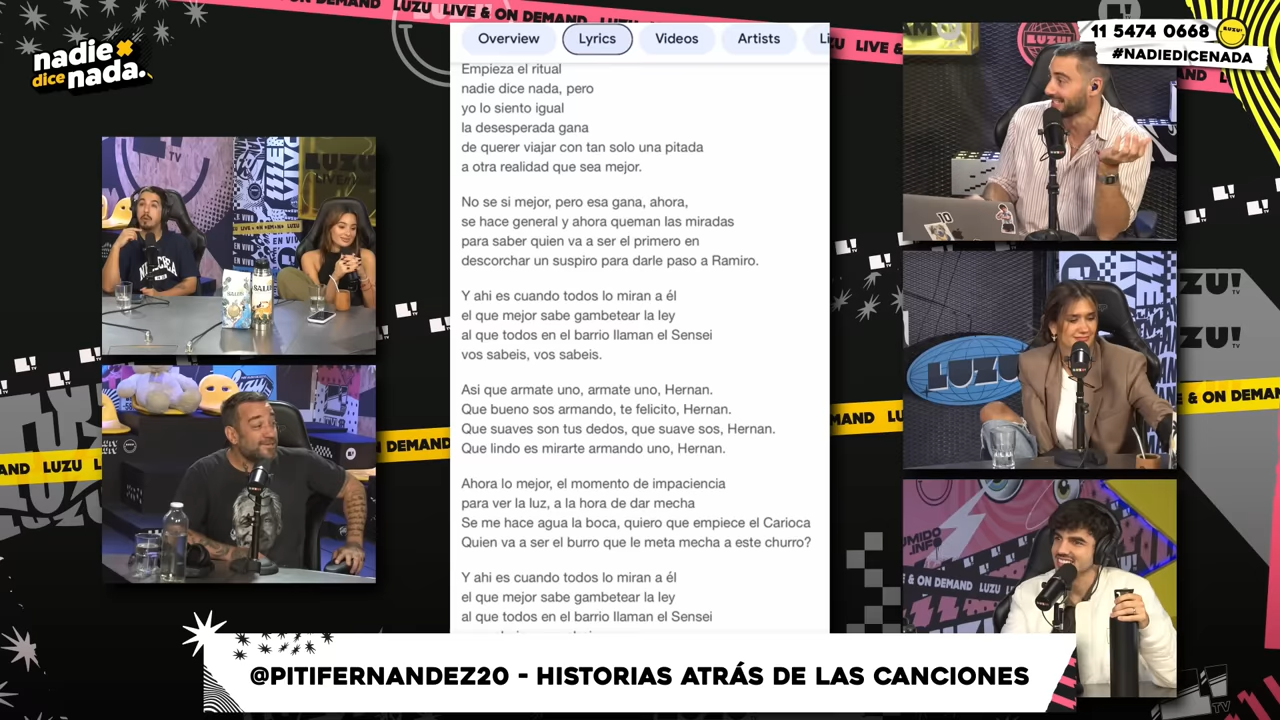 LUZU LIVE & ON DEMAND LUZU LIVE & ON DEMAND
nadie
dice nada.
11 5474 0668
#NADIEDICENADA
Overview Lyrics Videos Artists Li
Empieza el ritual
nadie dice nada, pero
yo lo siento igual
la desesperada gana
de querer viajar con tan solo una pitada
a otra realidad que sea mejor.
No se si mejor, pero esa gana, ahora,
se hace general y ahora queman las miradas
para saber quien va a ser el primero en
descorchar un suspiro para darle paso a Ramiro.
Y ahi es cuando todos lo miran a él
el que mejor sabe gambetear la ley
al que todos en el barrio llaman el Sensei
vos sabeis, vos sabeis.
Asi que armate uno, armate uno, Hernan.
Que bueno sos armando, te felicito, Hernan.
Que suaves son tus dedos, que suave sos, Hernan.
Que lindo es mirarte armando uno, Hernan.
Ahora lo mejor, el momento de impaciencia
para ver la luz, a la hora de dar mecha
Se me hace agua la boca, quiero que empiece el Carioca
Quien va a ser el burro que le meta mecha a este churro?
Y ahi es cuando todos lo miran a él
el que mejor sabe gambetear la ley
al que todos en el barrio llaman el Sensei
LUZU
@PITIFERNANDEZ20 - HISTORIAS ATRÁS DE LAS CANCIONES